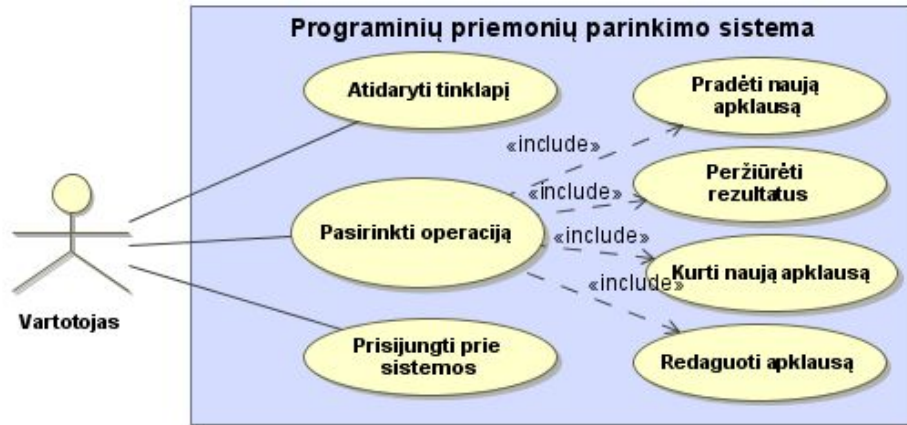 Programinių priemonių parinkimo sistema
Atidaryti tinklapį
Pradėti naują
apklausą
«include»
Peržiūrėti
rezultatus
«include»
Pasirinkti operaciją
«include»
Kurti naują apklausą
«include»
Vartotojas
Prisijungti prie
sistemos
Redaguoti apklausą